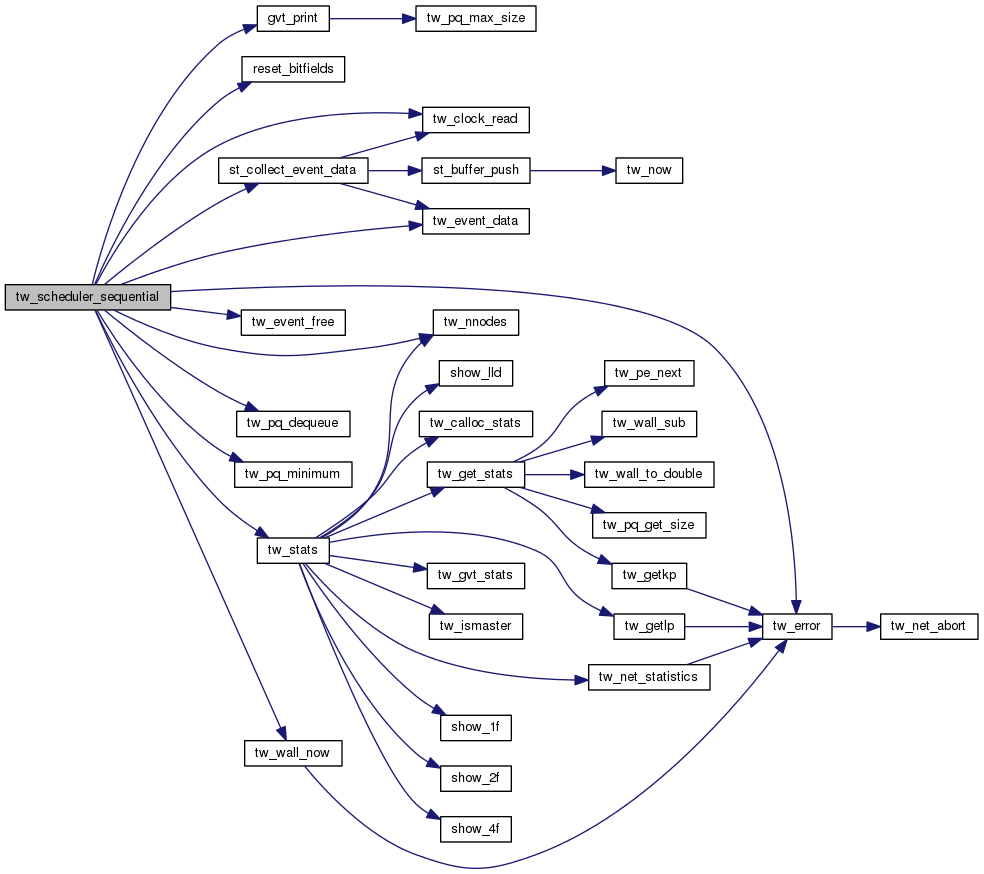 gvt_print
tw_pq_max_size
reset_bitfields
tw_clock_read
st_collect_event_data
st_buffer_push
tw_now
tw_event_data
tw_scheduler_sequential
tw_event_free
tw_nnodes
show_lld
tw_pe_next
tw_pq_dequeue
tw_calloc_stats
tw_wall_sub
tw_pq_minimum
tw_get_stats
tw_wall_to_double
tw_pq_get_size
tw_stats
tw_gvt_stats
tw_getkp
tw_ismaster
tw_getlp
tw_error
tw_net_abort
tw_net_statistics
show_1f
tw_wall_now
show_2f
show_4f